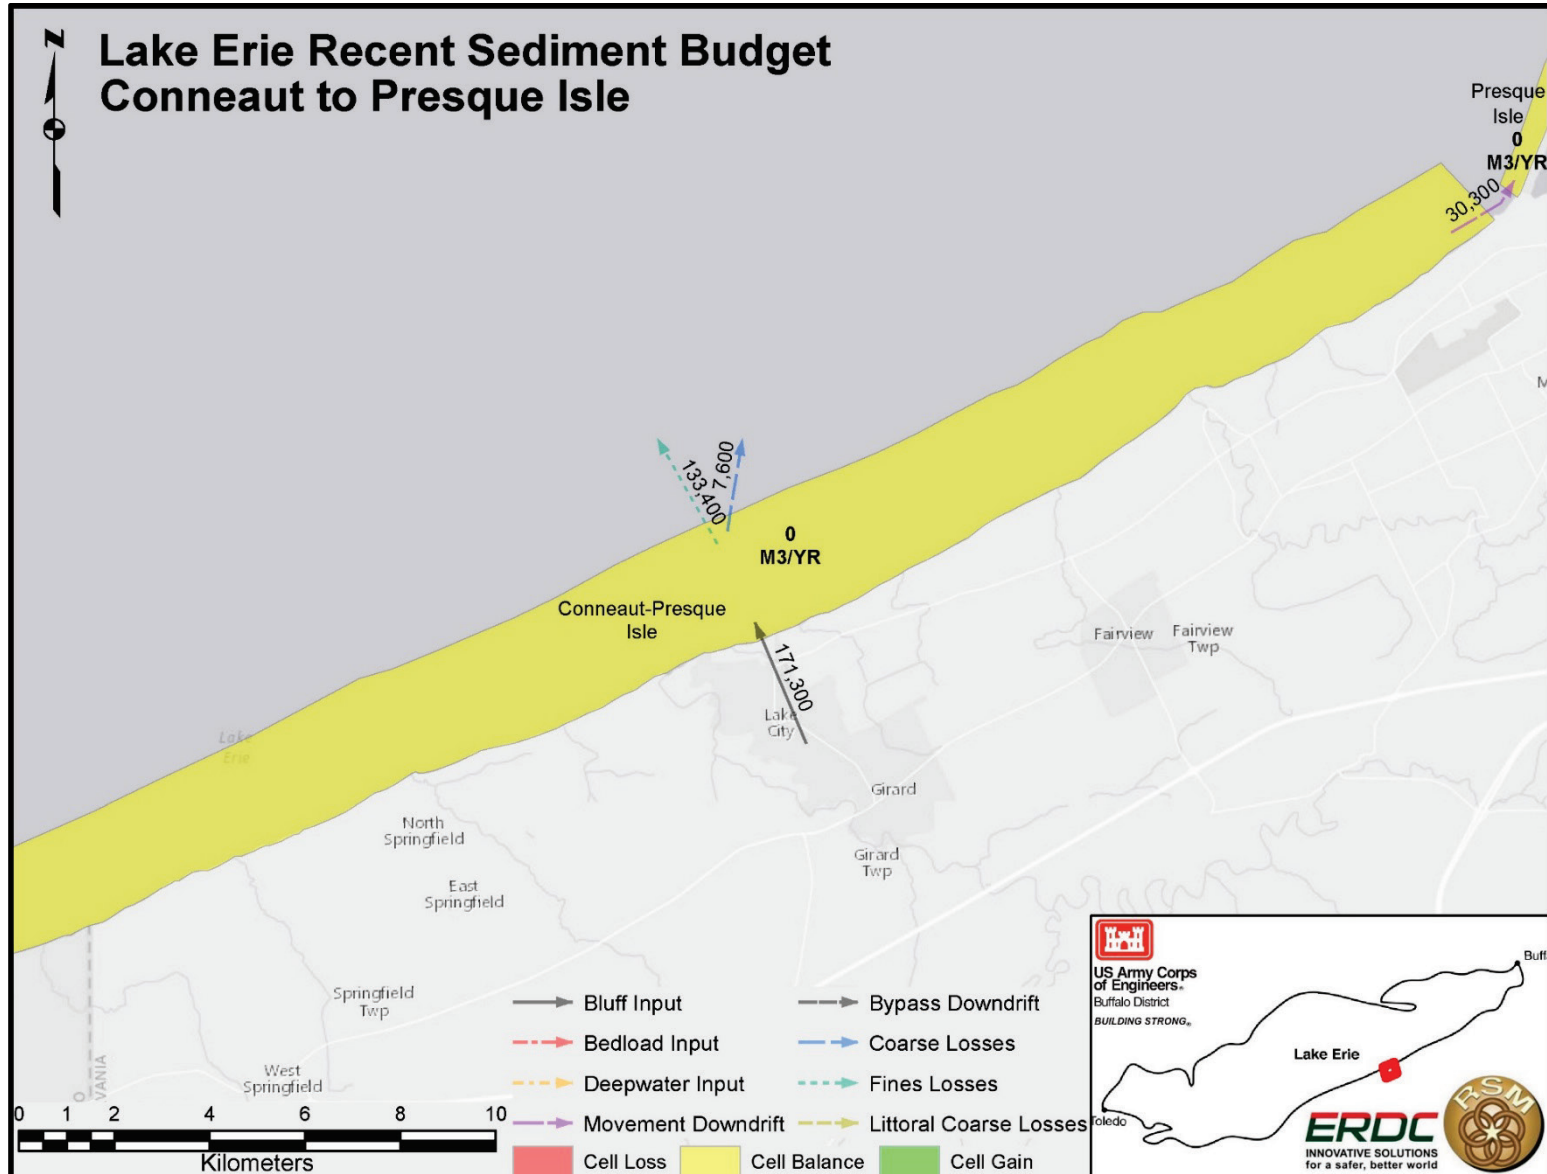 N
Lake Erie Recent Sediment Budget
Conneaut to Presque Isle
Presque
Isle
0
M3/YR
30,300
133,400
7,600
0
M3/YR
Conneaut-Presque
Isle
171,300
Fairview
Fairview
Twp
Lake
City
Lake
Erie
Girard
North
Springfield
Girard
Twp
East
Springfield
Springfield
Twp
West
Springfield
VANIA
O
M
0 1 2 4 6 8 10
Kilometers
Bluff Input
Bedload Input
Deepwater Input
Movement Downdrift
Bypass Downdrift
Coarse Losses
Fines Losses
Littoral Coarse Losses
Cell Loss
Cell Balance
Cell Gain
US Army Corps
of Engineers®
Buffalo District
BUILDING STRONG®
Buff
Lake Erie
Toledo
ERDC
INNOVATIVE SOLUTIONS
for a safer, better world
RSM